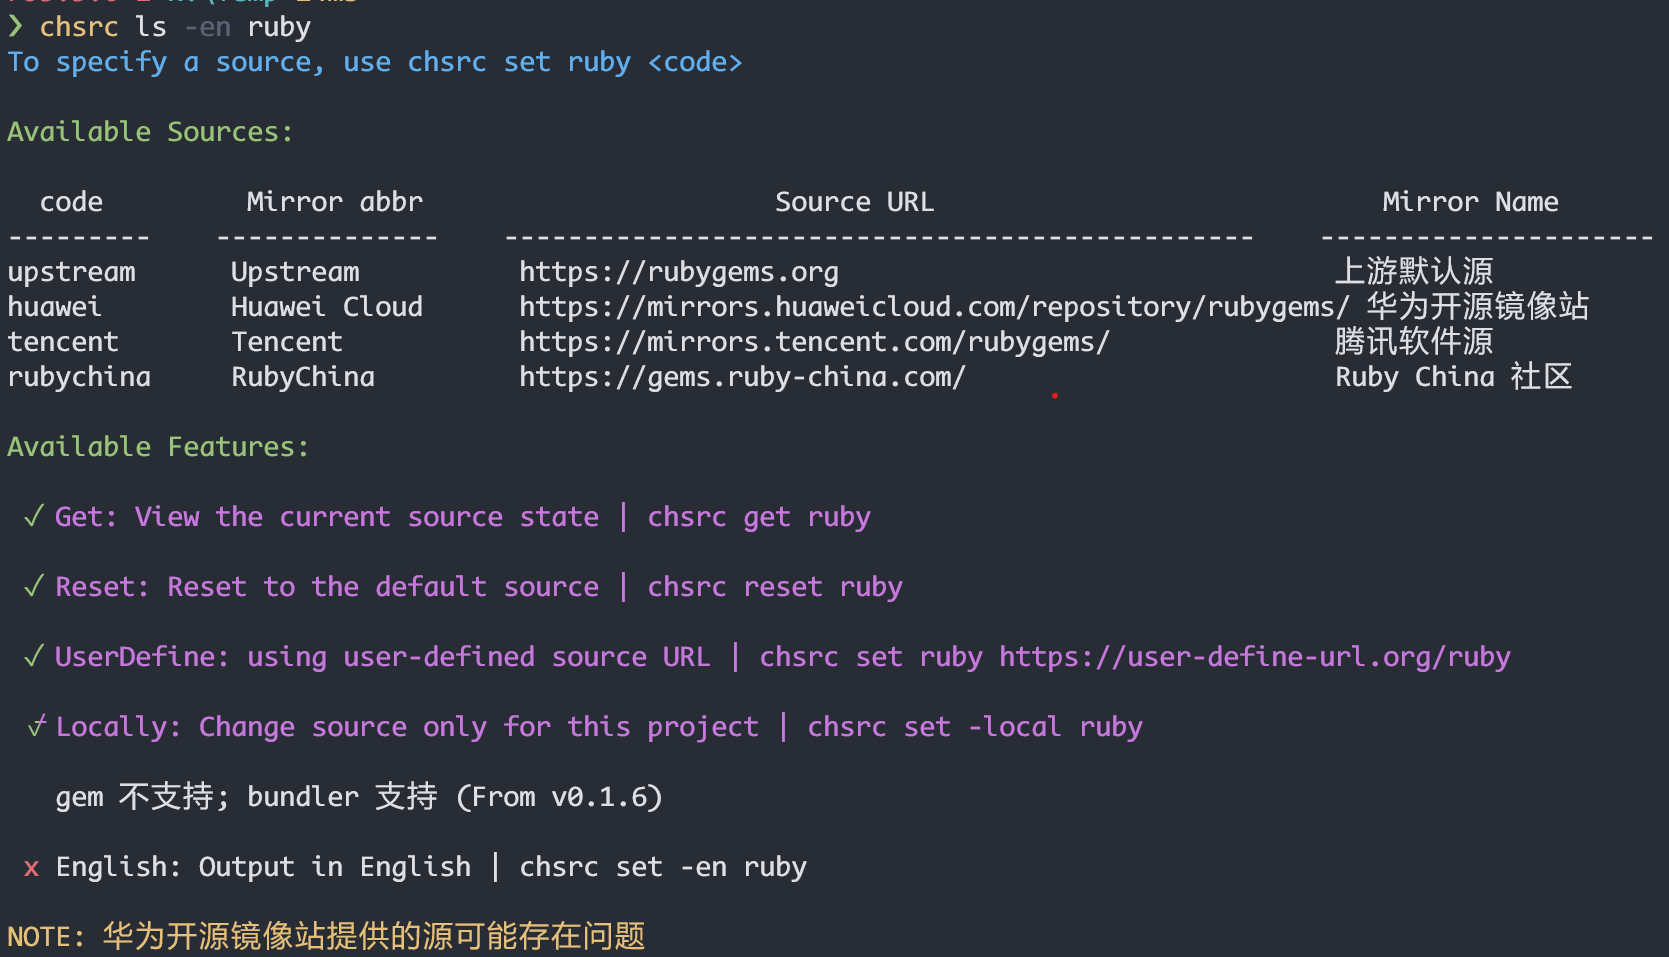 ❯ chsrc ls -en ruby
To specify a source, use chsrc set ruby <code>
Available Sources:
code Mirror abbr Source URL Mirror Name
--------- -------------- ----------------------------------------------- ---------------------
upstream Upstream https://rubygems.org 上游默认源
huawei Huawei Cloud https://mirrors.huaweicloud.com/repository/rubygems/ 华为开源镜像站
tencent Tencent https://mirrors.tencent.com/rubygems/ 腾讯软件源
rubychina RubyChina https://gems.ruby-china.com/ Ruby China 社区
Available Features:
✓ Get: View the current source state | chsrc get ruby
✓ Reset: Reset to the default source | chsrc reset ruby
✓ UserDefine: using user-defined source URL | chsrc set ruby https://user-define-url.org/ruby
⍻ Locally: Change source only for this project | chsrc set -local ruby
gem 不支持; bundler 支持 (From v0.1.6)
x English: Output in English | chsrc set -en ruby
NOTE: 华为开源镜像站提供的源可能存在问题